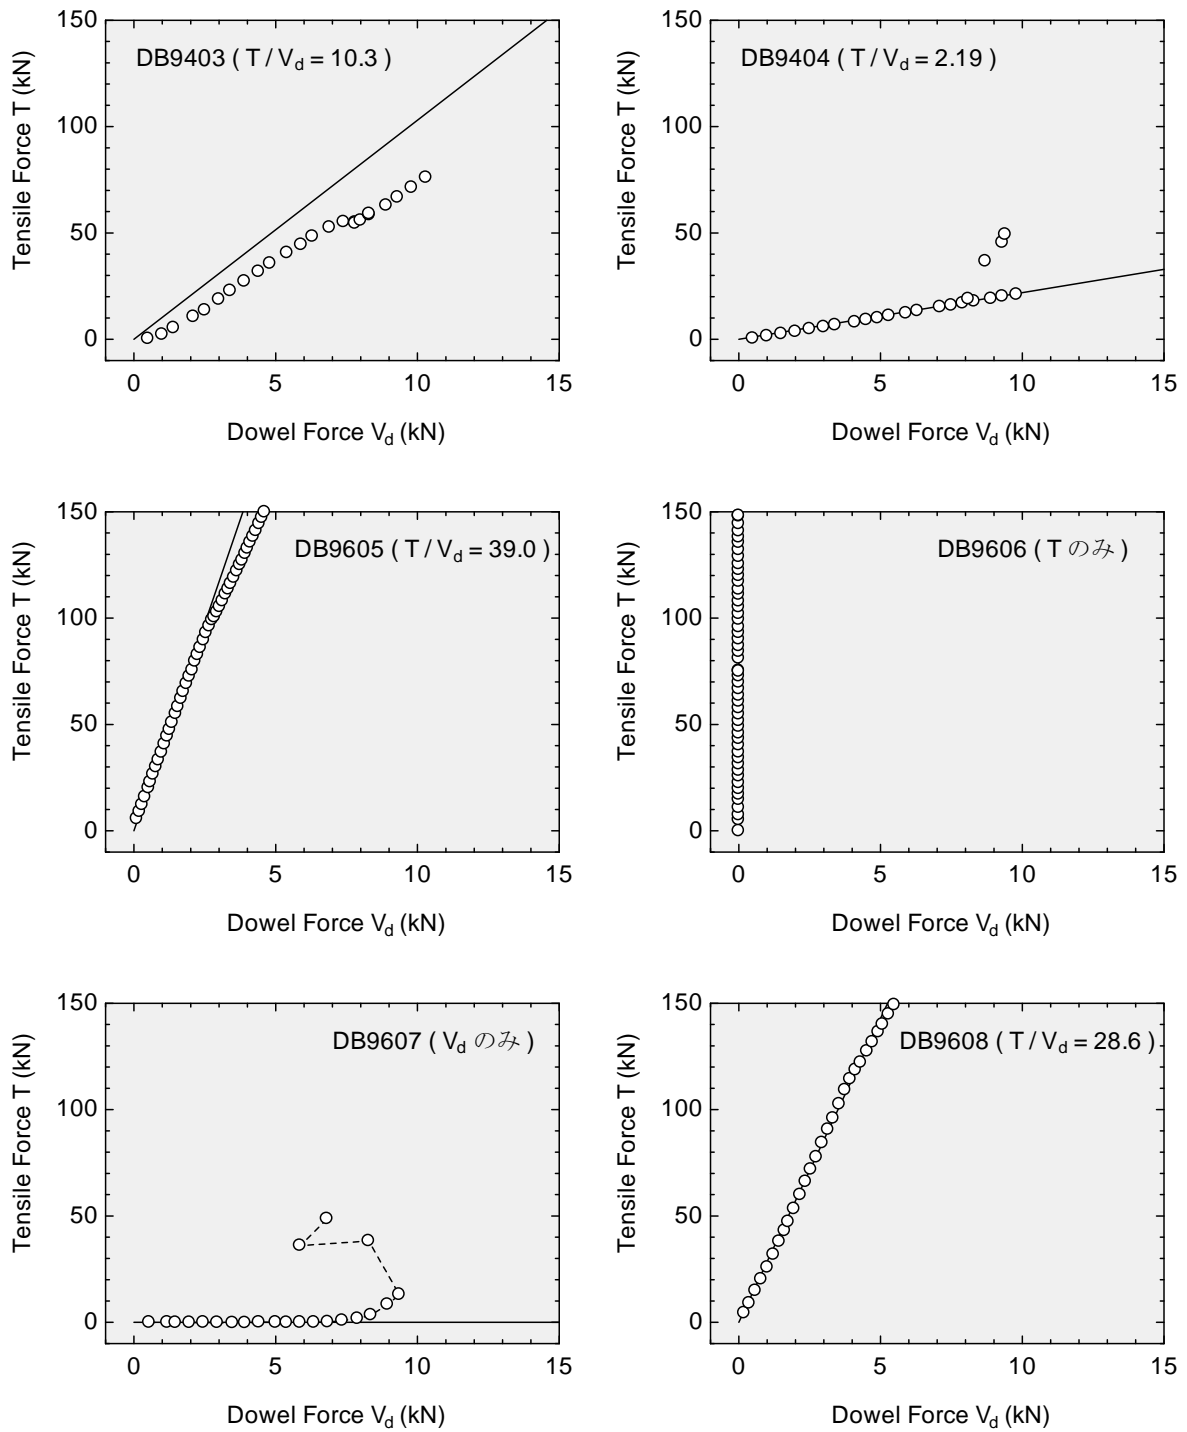 150
100
50
0
Tensile Force T (kN)
DB9403 ( T / Vd = 10.3 )
0 5 10 15
Dowel Force Vd (kN)
150
100
50
0
Tensile Force T (kN)
DB9404 ( T / Vd = 2.19 )
0 5 10 15
Dowel Force Vd (kN)
150
100
50
0
Tensile Force T (kN)
DB9605 ( T / Vd = 39.0 )
0 5 10 15
Dowel Force Vd (kN)
150
100
50
0
Tensile Force T (kN)
DB9606 ( T のみ )
0 5 10 15
Dowel Force Vd (kN)
150
100
50
0
Tensile Force T (kN)
DB9607 ( Vd のみ )
0 5 10 15
Dowel Force Vd (kN)
150
100
50
0
Tensile Force T (kN)
DB9608 ( T / Vd = 28.6 )
0 5 10 15
Dowel Force Vd (kN)